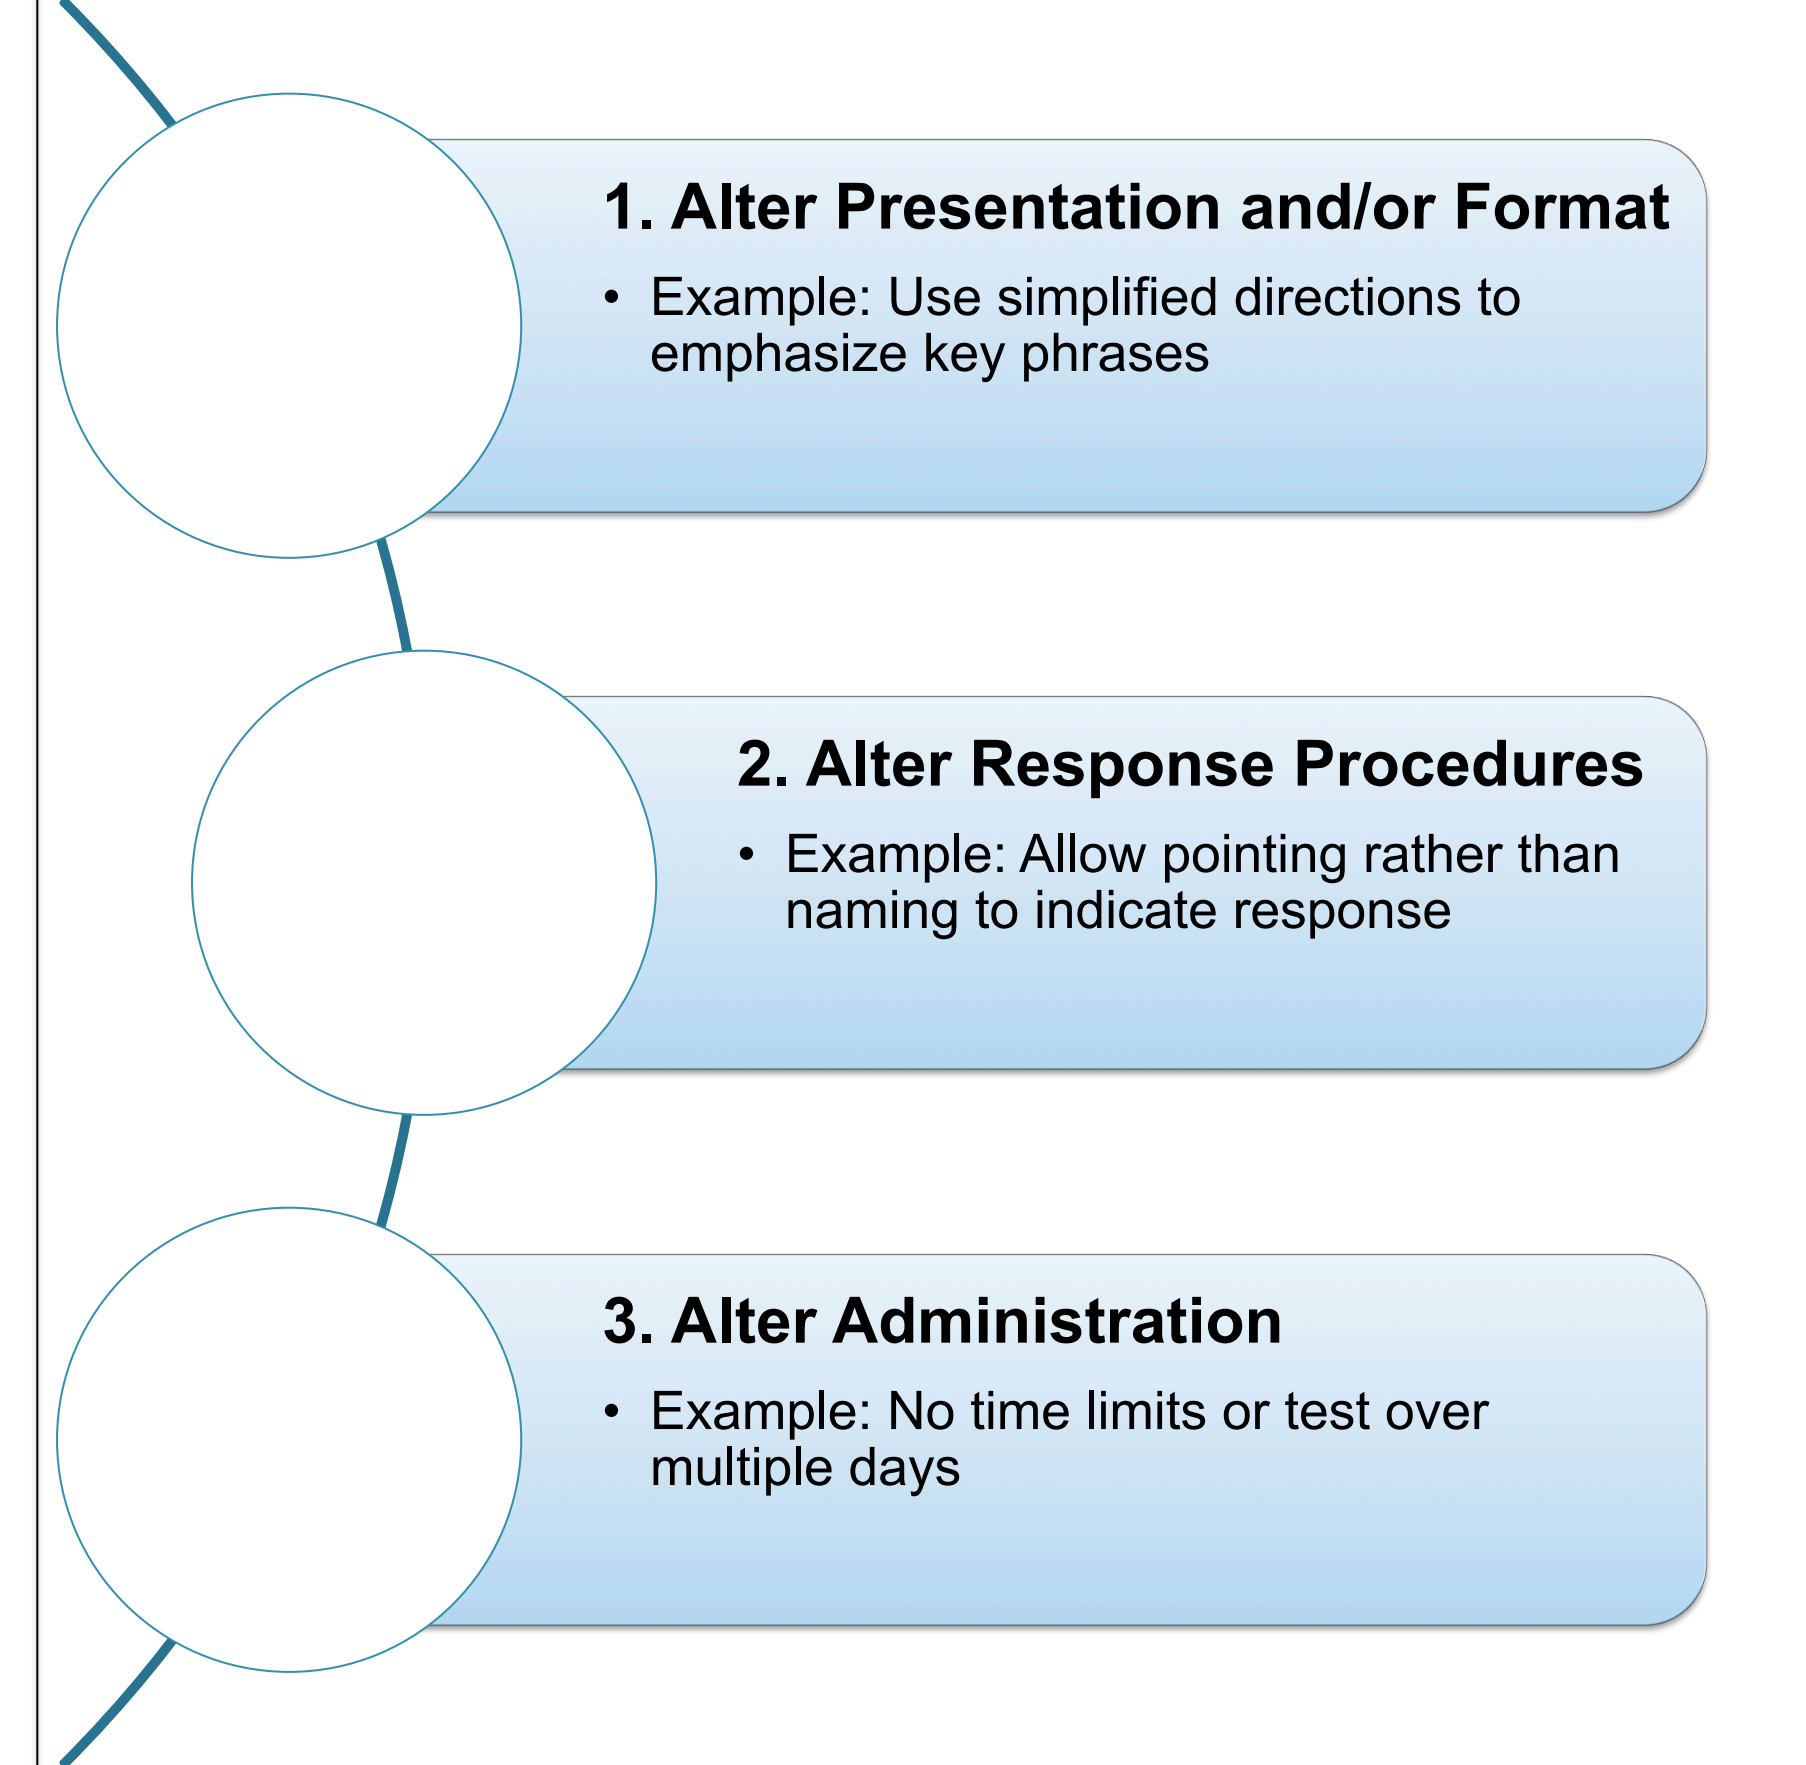 1. Alter Presentation and/or Format
• Example: Use simplified directions to
emphasize key phrases
2. Alter Response Procedures
• Example: Allow pointing rather than
naming to indicate response
3. Alter Administration
• Example: No time limits or test over
multiple days